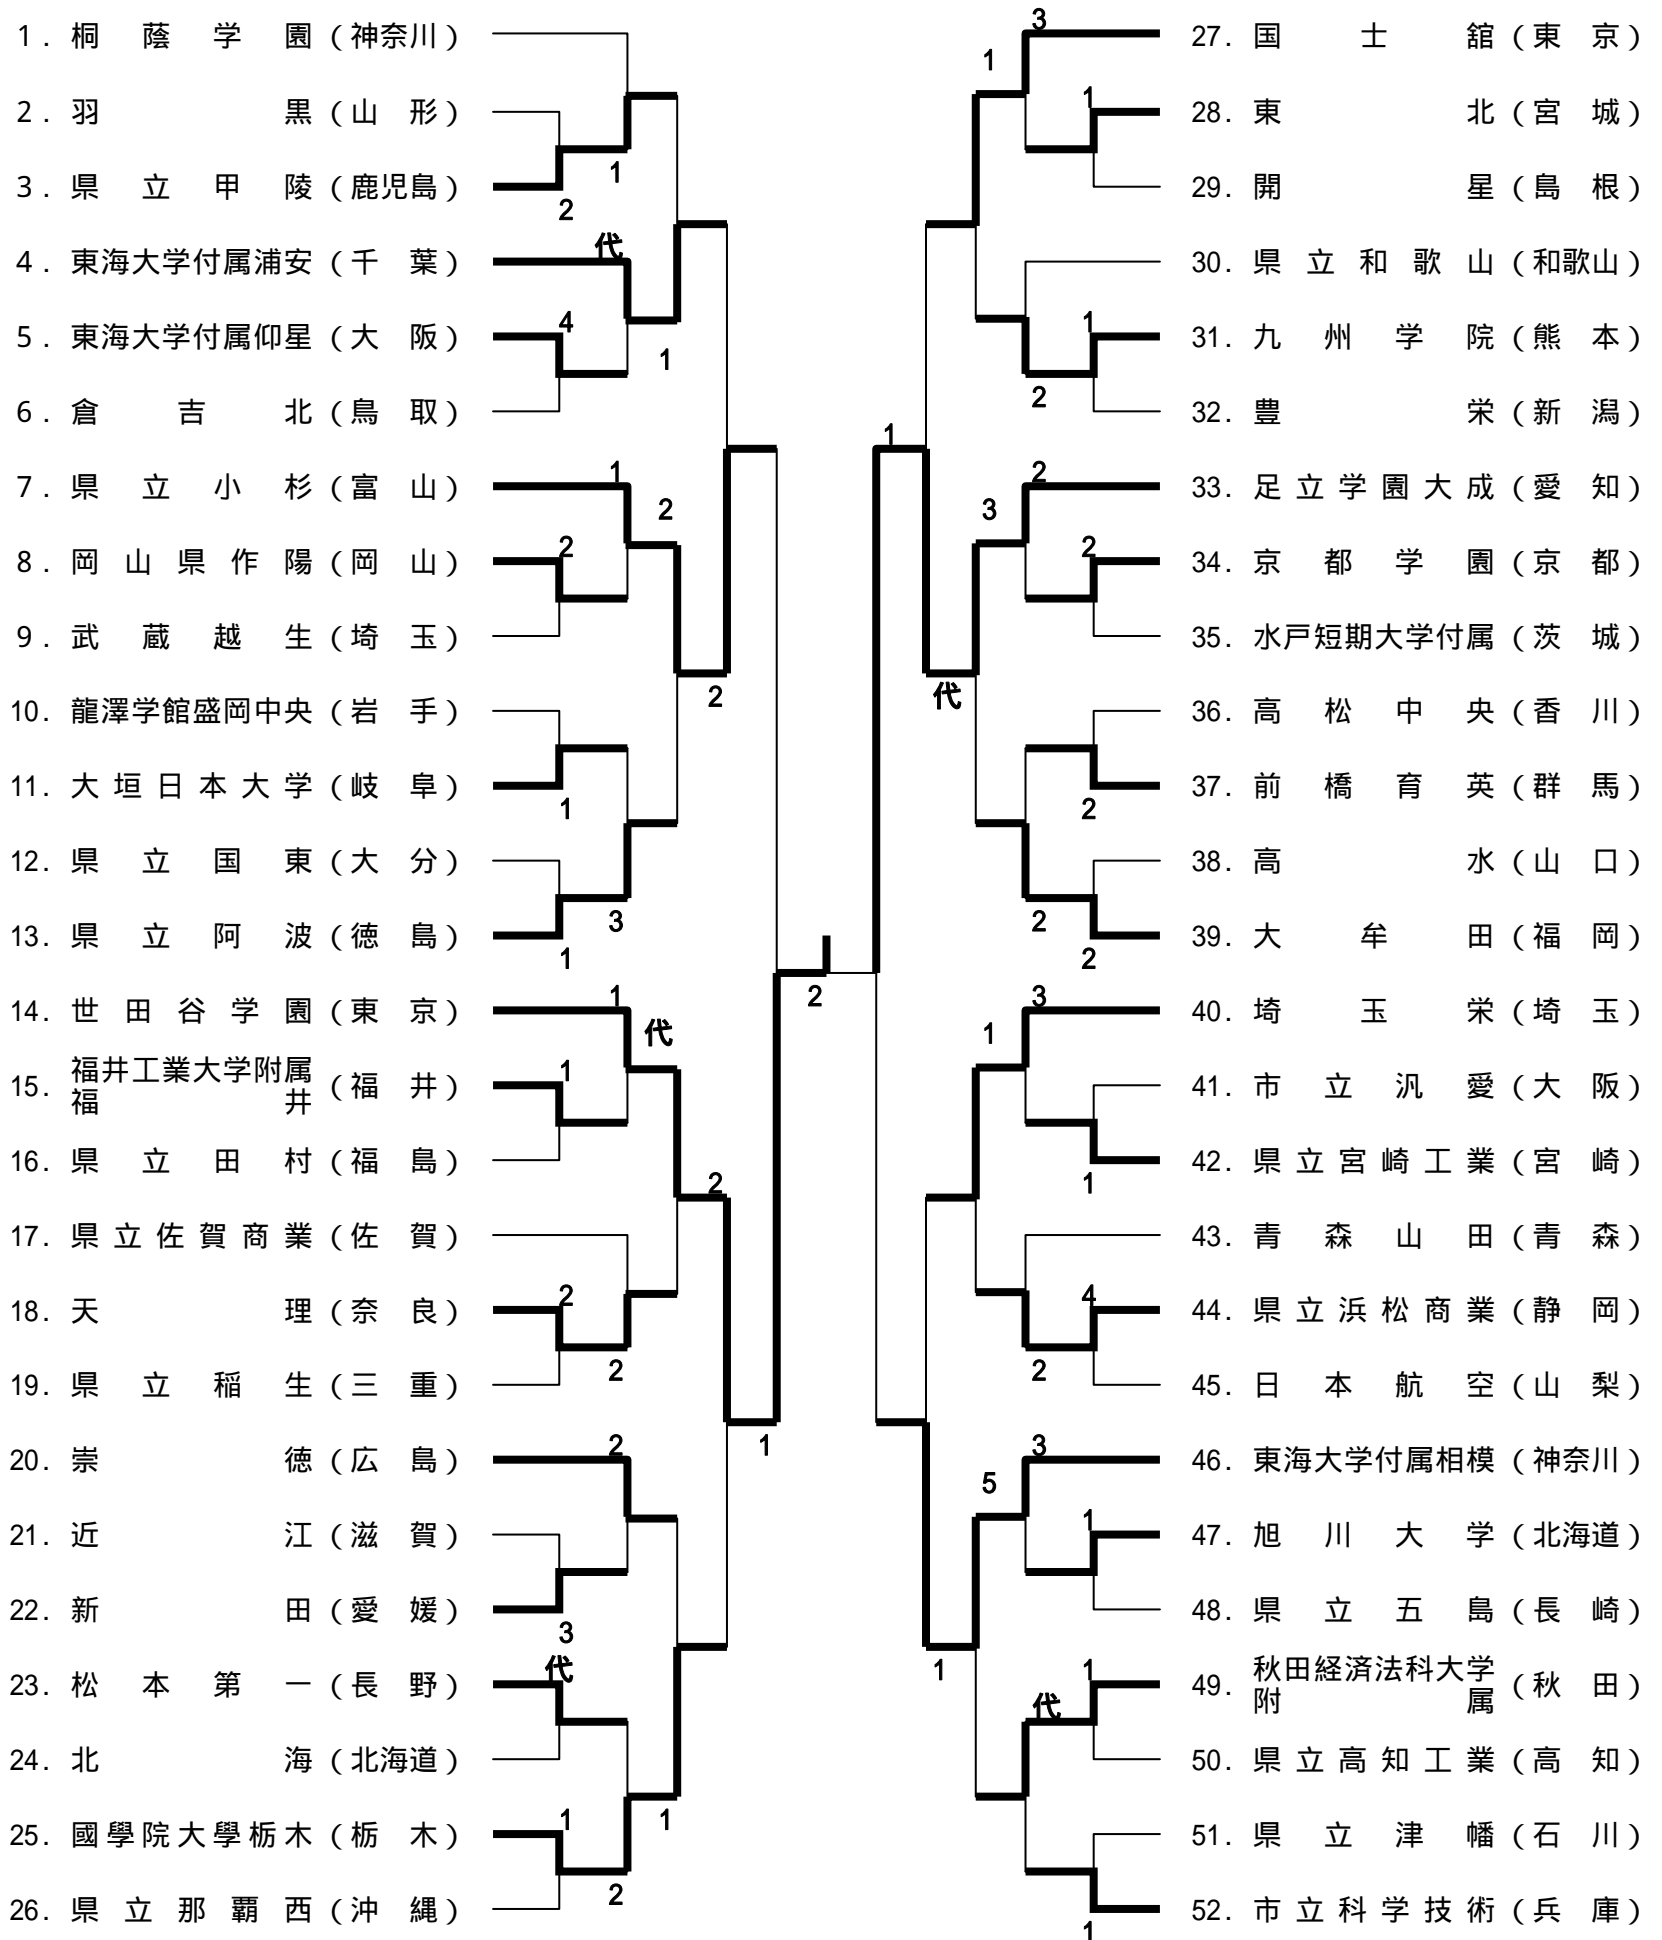 1. 桐蔭学園(神奈川)
2. 羽黒(山形)
3. 県立甲陵(鹿児島)
4. 東海大学付属浦安(千葉)
5. 東海大学付属仰星(大阪)
6. 倉吉北(鳥取)
7. 県立小杉(富山)
8. 岡山県作陽(岡山)
9. 武蔵越生(埼玉)
10. 龍澤学館盛岡中央(岩手)
11. 大垣日本大学(岐阜)
12. 県立国東(大分)
13. 県立阿波(徳島)
14. 世田谷学園(東京)
15. 福井工業大学附属福井(福井)
16. 県立田村(福島)
17. 県立佐賀商業(佐賀)
18. 天理(奈良)
19. 県立稲生(三重)
20. 崇徳(広島)
21. 近江(滋賀)
22. 新田(愛媛)
23. 松本第一(長野)
24. 北海(北海道)
25. 國學院大學栃木(栃木)
26. 県立那覇西(沖縄)
1
2
代
4
1
1
2
2
2
1
3
1
1
代
1
2
2
2
1
2
3
代
1
1
2
2
27. 国士舘(東京)
28. 東北(宮城)
29. 開星(島根)
30. 県立和歌山(和歌山)
31. 九州学院(熊本)
32. 豊栄(新潟)
33. 足立学園大成(愛知)
34. 京都学園(京都)
35. 水戸短期大学付属(茨城)
36. 高松中央(香川)
37. 前橋育英(群馬)
38. 高水(山口)
39. 大牟田(福岡)
40. 埼玉栄(埼玉)
41. 市立汎愛(大阪)
42. 県立宮崎工業(宮崎)
43. 青森山田(青森)
44. 県立浜松商業(静岡)
45. 日本航空(山梨)
46. 東海大学付属相模(神奈川)
47. 旭川大学(北海道)
48. 県立五島(長崎)
49. 秋田経済法科大学附属(秋田)
50. 県立高知工業(高知)
51. 県立津幡(石川)
52. 市立科学技術(兵庫)
3
1
1
1
2
1
2
3
2
代
2
2
2
3
1
1
4
2
3
5
1
1
1
代
1